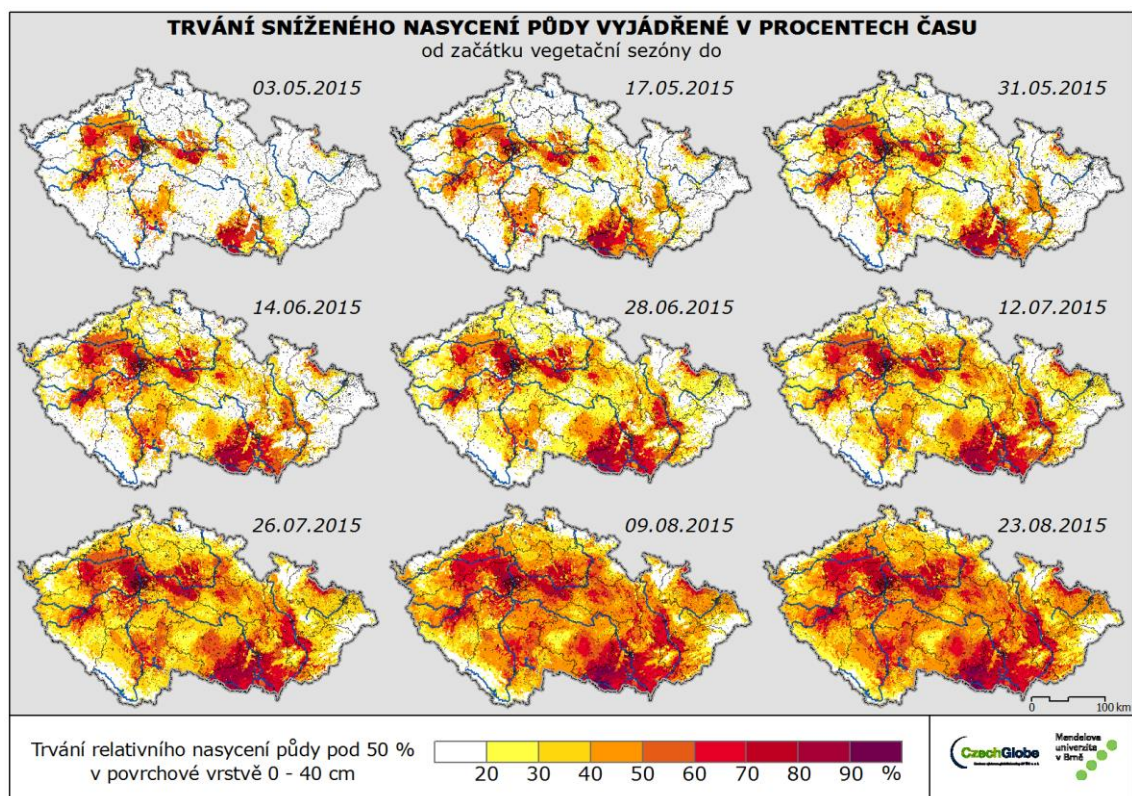 TRVÁNÍ SNÍŽENÉHO NASYCENÍ PŮDY VYJÁDŘENÉ V PROCENTECH ČASU
od začátku vegetační sezóny do
03.05.2015
17.05.2015
31.05.2015
14.06.2015
28.06.2015
12.07.2015
26.07.2015
09.08.2015
23.08.2015
0 100 km
Trvání relativního nasycení půdy pod 50 %
v povrchové vrstvě 0 - 40 cm
20 30 40 50 60 70 80 90 %
CzechGlobe
Mendelova
univerzita
v Brně